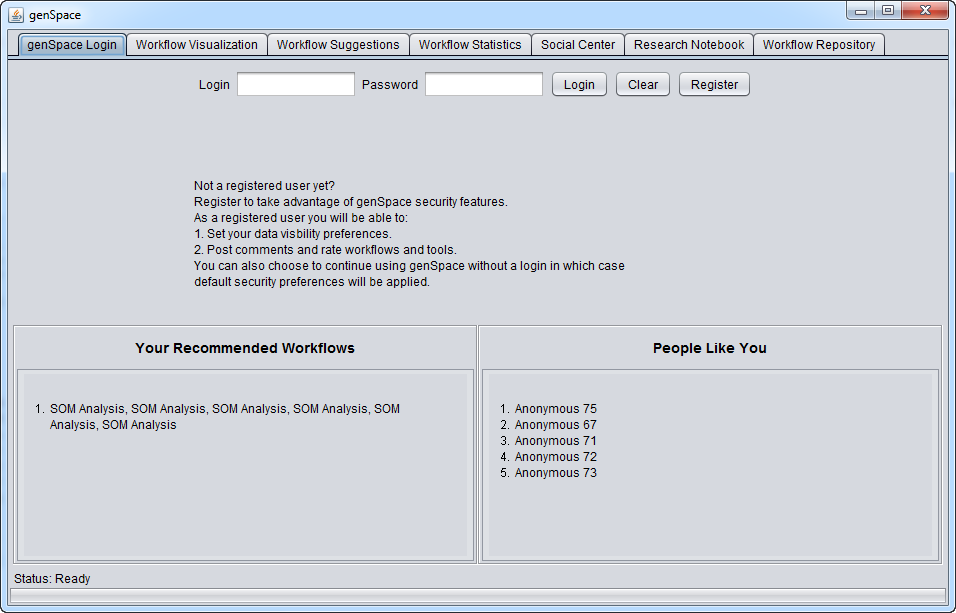 genSpace
genSpace Login Workflow Visualization Workflow Suggestions Workflow Statistics Social Center Research Notebook Workflow Repository
Login Password Login Clear Register
Not a registered user yet?
Register to take advantage of genSpace security features.
As a registered user you will be able to:
1. Set your data visbility preferences.
2. Post comments and rate workflows and tools.
You can also choose to continue using genSpace without a login in which case
default security preferences will be applied.
Your Recommended Workflows
1. SOM Analysis, SOM Analysis, SOM Analysis, SOM Analysis, SOM
Analysis, SOM Analysis
People Like You
1. Anonymous 75
2. Anonymous 67
3. Anonymous 71
4. Anonymous 72
5. Anonymous 73
Status: Ready